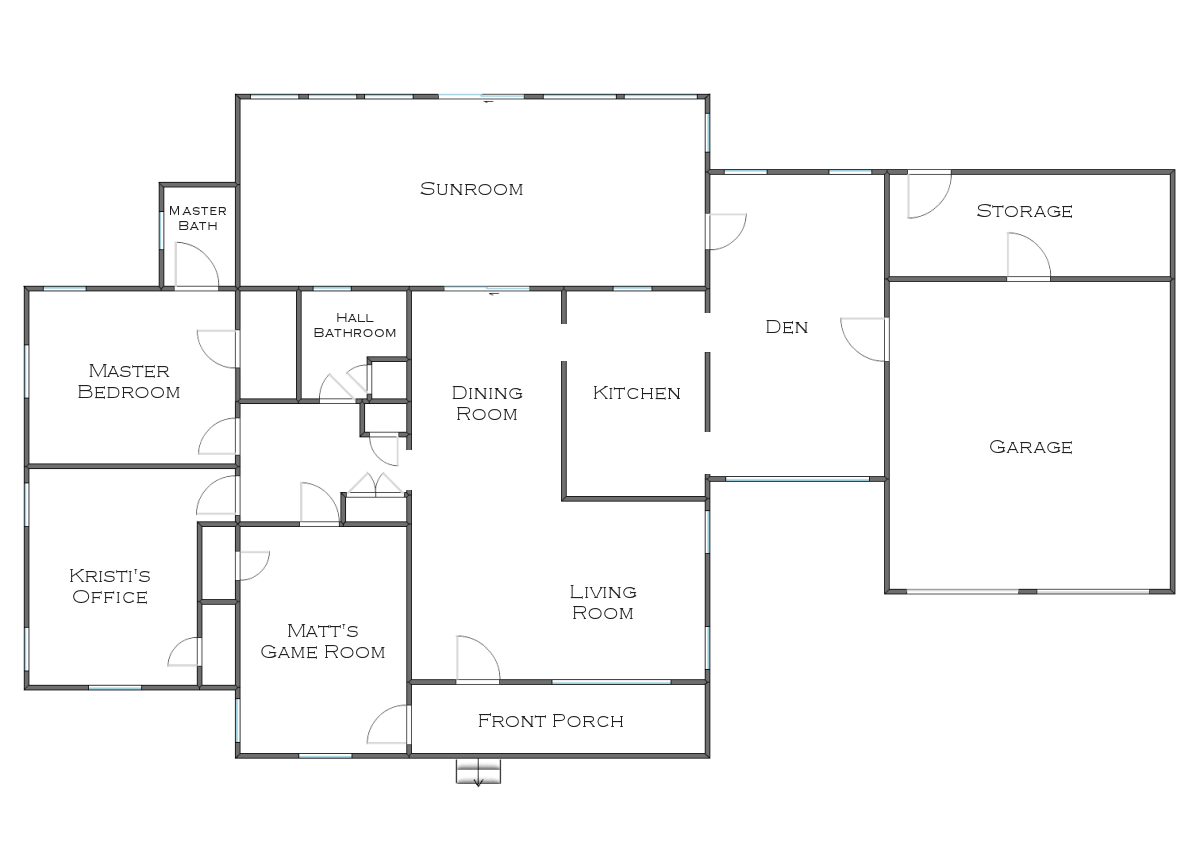 Sunroom
Master
Bath
Storage
Hall
Bathroom
Den
Master
Bedroom
Dining
Room
Kitchen
Garage
Kristi's
Office
Living
Room
Matt's
Game Room
Front Porch